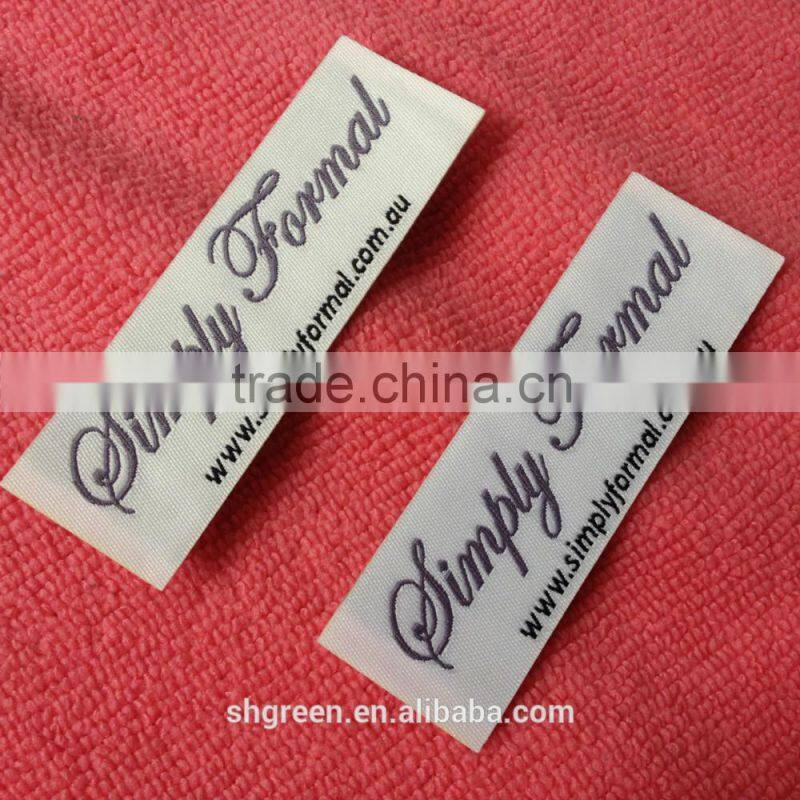 Simply Formal
www.simplyformal.com.au
Simply Formal
www.simplyformal.com.au
trade.china.cn
shgreen.en.alibaba.com